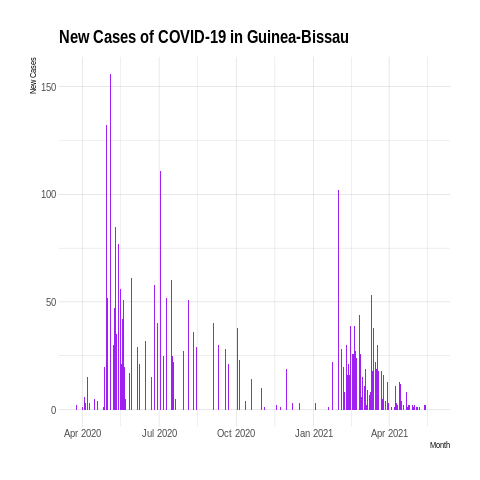 New Cases of COVID-19 in Guinea-Bissau
New Cases
150
100
50
0
Apr 2020 Jul 2020 Oct 2020 Jan 2021 Apr 2021
Month